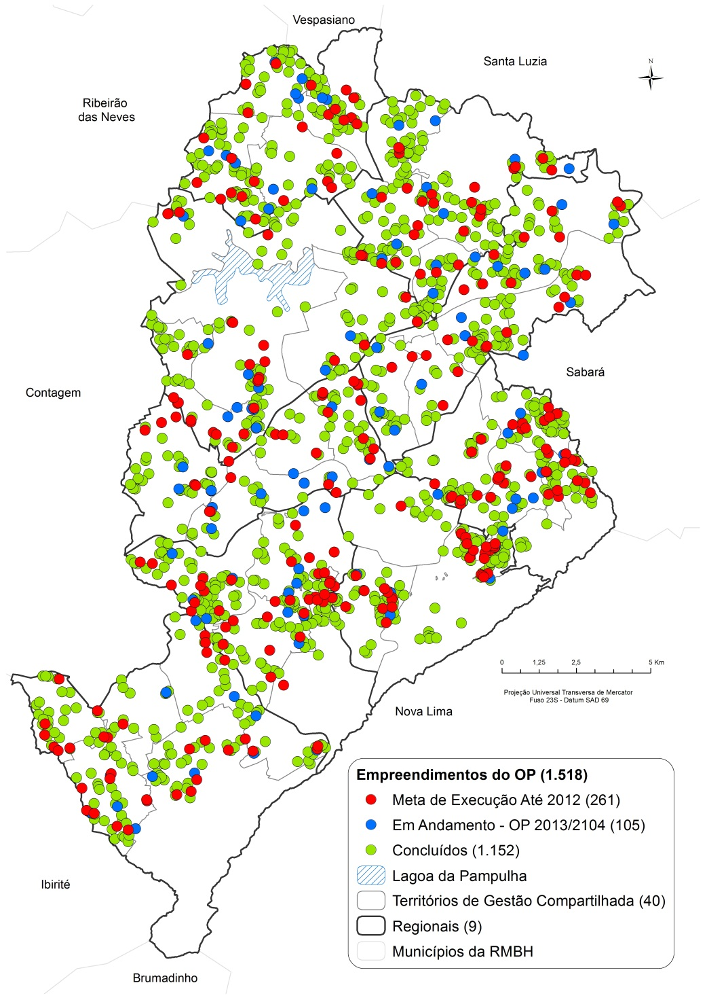 Vespasiano
Santa Luzia
N
Ribeirão
das Neves
Sabará
Contagem
0 1,25 2,5 5 Km
Projeção Universal Transversa de Mercator
Fuso 23S - Datum SAD 69
Nova Lima
Empreendimentos do OP (1.518)
Meta de Execução Até 2012 (261)
Em Andamento - OP 2013/2104 (105)
Concluídos (1.152)
Lagoa da Pampulha
Territórios de Gestão Compartilhada (40)
Regionais (9)
Municípios da RMBH
Ibirité
Brumadinho